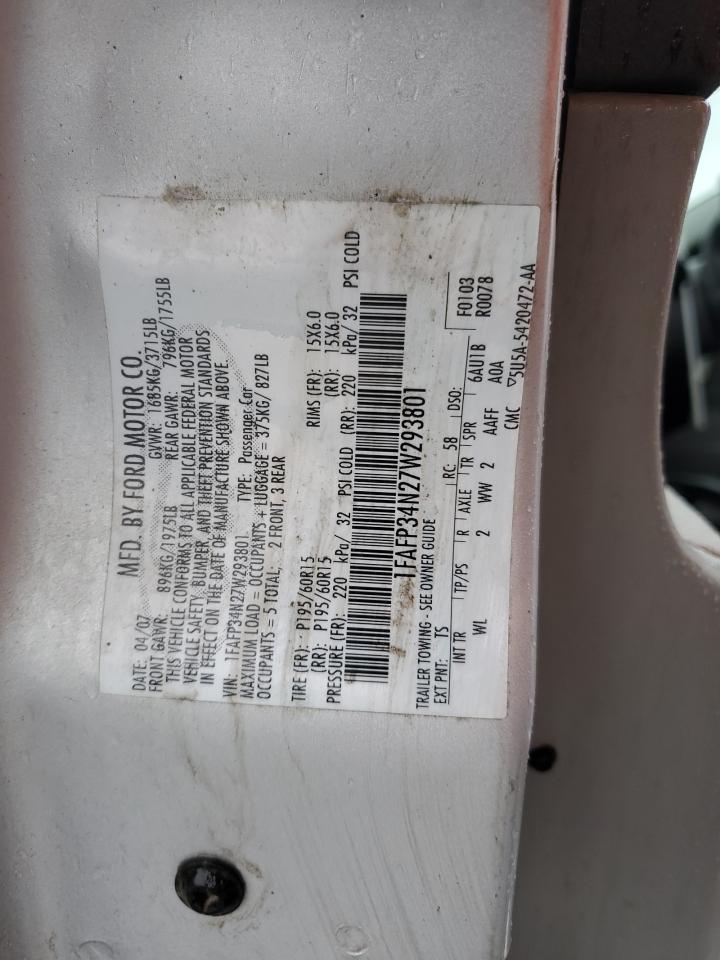 MFD. BY FORD MOTOR CO.
DATE: 04/07 GVWR: 1685KG/3715LB
FRONT GAWR: 896KG/1975LB REAR GAWR: 796KG/1755LB
THIS VEHICLE CONFORMS TO ALL APPLICABLE FEDERAL MOTOR
VEHICLE SAFETY, BUMPER, AND THEFT PREVENTION STANDARDS
IN EFFECT ON THE DATE OF MANUFACTURE SHOWN ABOVE.
VIN: 1FAFP34N27W293801 TYPE: Passenger Car
MAXIMUM LOAD = OCCUPANTS + LUGGAGE = 375KG/ 827LB
OCCUPANTS = 5 TOTAL: 2 FRONT, 3 REAR
TIRE (FR): P195/60R15 RIMS (FR): 15X6.0
(RR): P195/60R15 (RR): 15X6.0
PRESSURE (FR): 220 kPa/ 32 PSI COLD (RR): 220 kPa/ 32 PSI COLD
1FAFP34N27W293801
TRAILER TOWING - SEE OWNER GUIDE
EXT PNT: TS RC: 58 DSO: F0103
INT TR TP/PS R AXLE TR SPR 6AU1B R0078
WL 2 WW 2 AAFF A0A
CMC ▽5U5A-5420472-AA